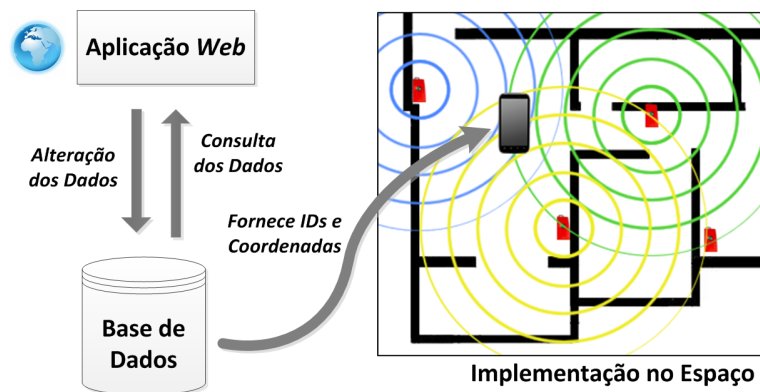 Aplicação Web
Alteração
dos Dados
Consulta
dos Dados
Fornece IDs e
Coordenadas
Base de
Dados
Implementação no Espaço